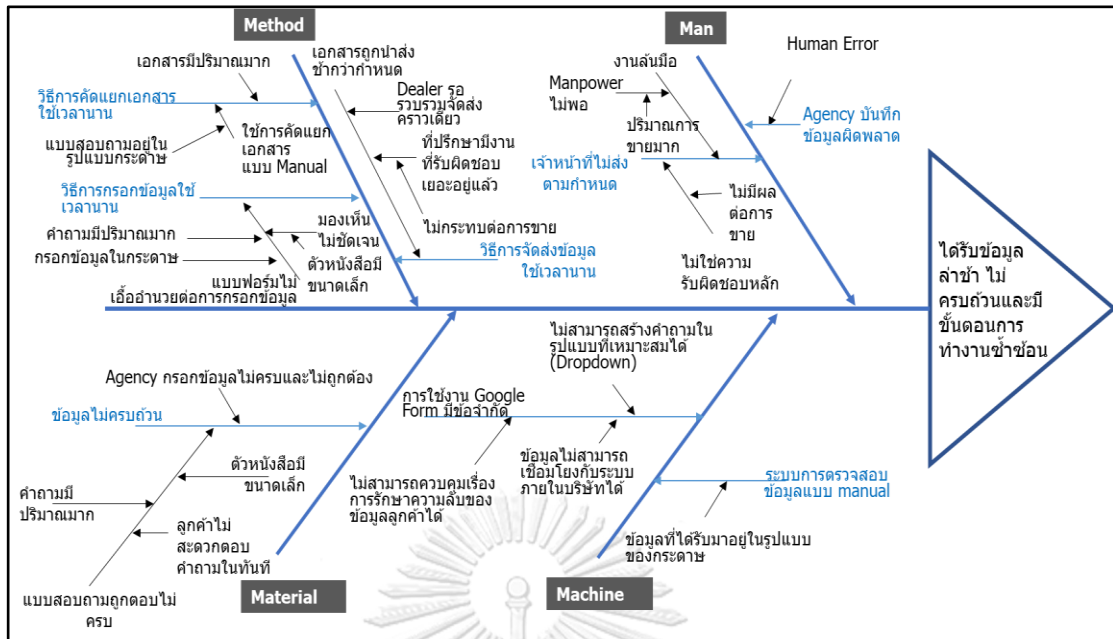 Method
Man
เอกสารมีปริมาณมาก
วิธีการคัดแยกเอกสาร
ใช้เวลานาน
แบบสอบถามอยู่ใน
รูปแบบกระดาษ
ใช้การคัดแยก
เอกสาร
แบบ Manual
วิธีการกรอกข้อมูลใช้
เวลานาน
คำถามมีปริมาณมาก
กรอกข้อมูลในกระดาษ
มองเห็น
ไม่ชัดเจน
ตัวหนังสือมี
ขนาดเล็ก
แบบฟอร์มไม่
เอื้ออำนวยต่อการกรอกข้อมูล
เอกสารถูกนำส่ง
ช้ากว่ากำหนด
Dealer รอ
รวบรวมจัดส่ง
คราวเดียว
ที่ปรึกษามีงาน
ที่รับผิดชอบ
เยอะอยู่แล้ว
ไม่กระทบต่อการขาย
วิธีการจัดส่งข้อมูล
ใช้เวลานาน
งานล้นมือ
Manpower
ไม่พอ
ปริมาณการ
ขายมาก
เจ้าหน้าที่ไม่ส่ง
ตามกำหนด
ไม่มีผล
ต่อการ
ขาย
ไม่ใช่ความ
รับผิดชอบหลัก
Human Error
Agency บันทึก
ข้อมูลผิดพลาด
ได้รับข้อมูล
ล่าช้า ไม่
ครบถ้วนและมี
ขั้นตอนการ
ทำงานซ้ำซ้อน
Agency กรอกข้อมูลไม่ครบและไม่ถูกต้อง
ข้อมูลไม่ครบถ้วน
ตัวหนังสือมี
ขนาดเล็ก
คำถามมี
ปริมาณมาก
ลูกค้าไม่
สะดวกตอบ
คำถามในทันที
แบบสอบถามถูกตอบไม่
ครบ
Material
ไม่สามารถสร้างคำถามใน
รูปแบบที่เหมาะสมได้
(Dropdown)
การใช้งาน Google
Form มีข้อจำกัด
ไม่สามารถควบคุมเรื่อง
การรักษาความลับของ
ข้อมูลลูกค้าได้
ข้อมูลไม่สามารถ
เชื่อมโยงกับระบบ
ภายในบริษัทได้
ระบบการตรวจสอบ
ข้อมูลแบบ manual
ข้อมูลที่ได้รับมาอยู่ในรูปแบบ
ของกระดาษ
Machine